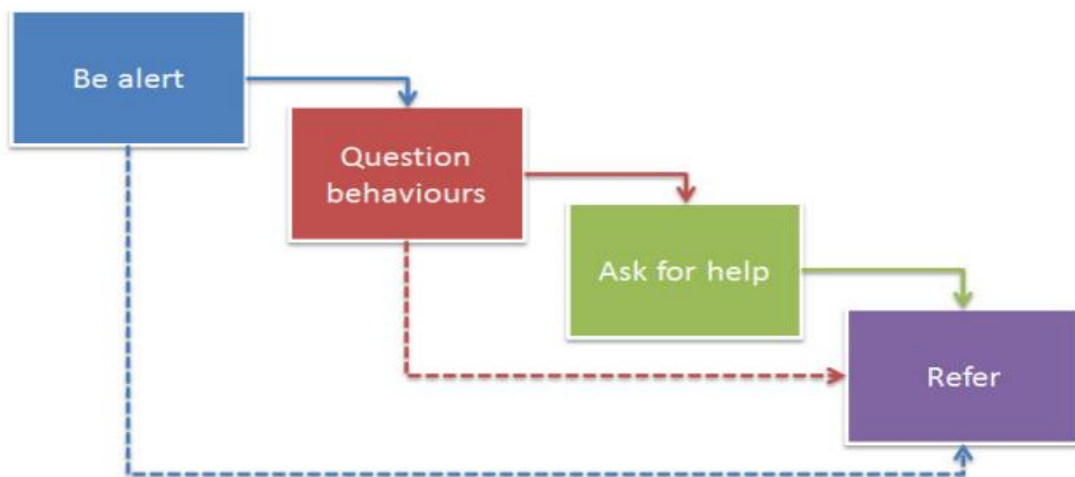 Be alert
Question
behaviours
Ask for help
Refer